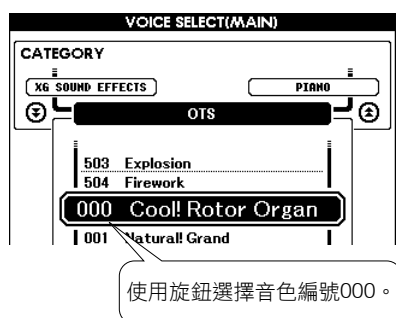 VOICE SELECT(MAIN)
CATEGORY
XG SOUND EFFECTS PIANO
OTS
503 Explosion
504 Firework
000 Cool! Rotor Organ
001 Natural! Grand
使用旋鈕選擇音色編號000。